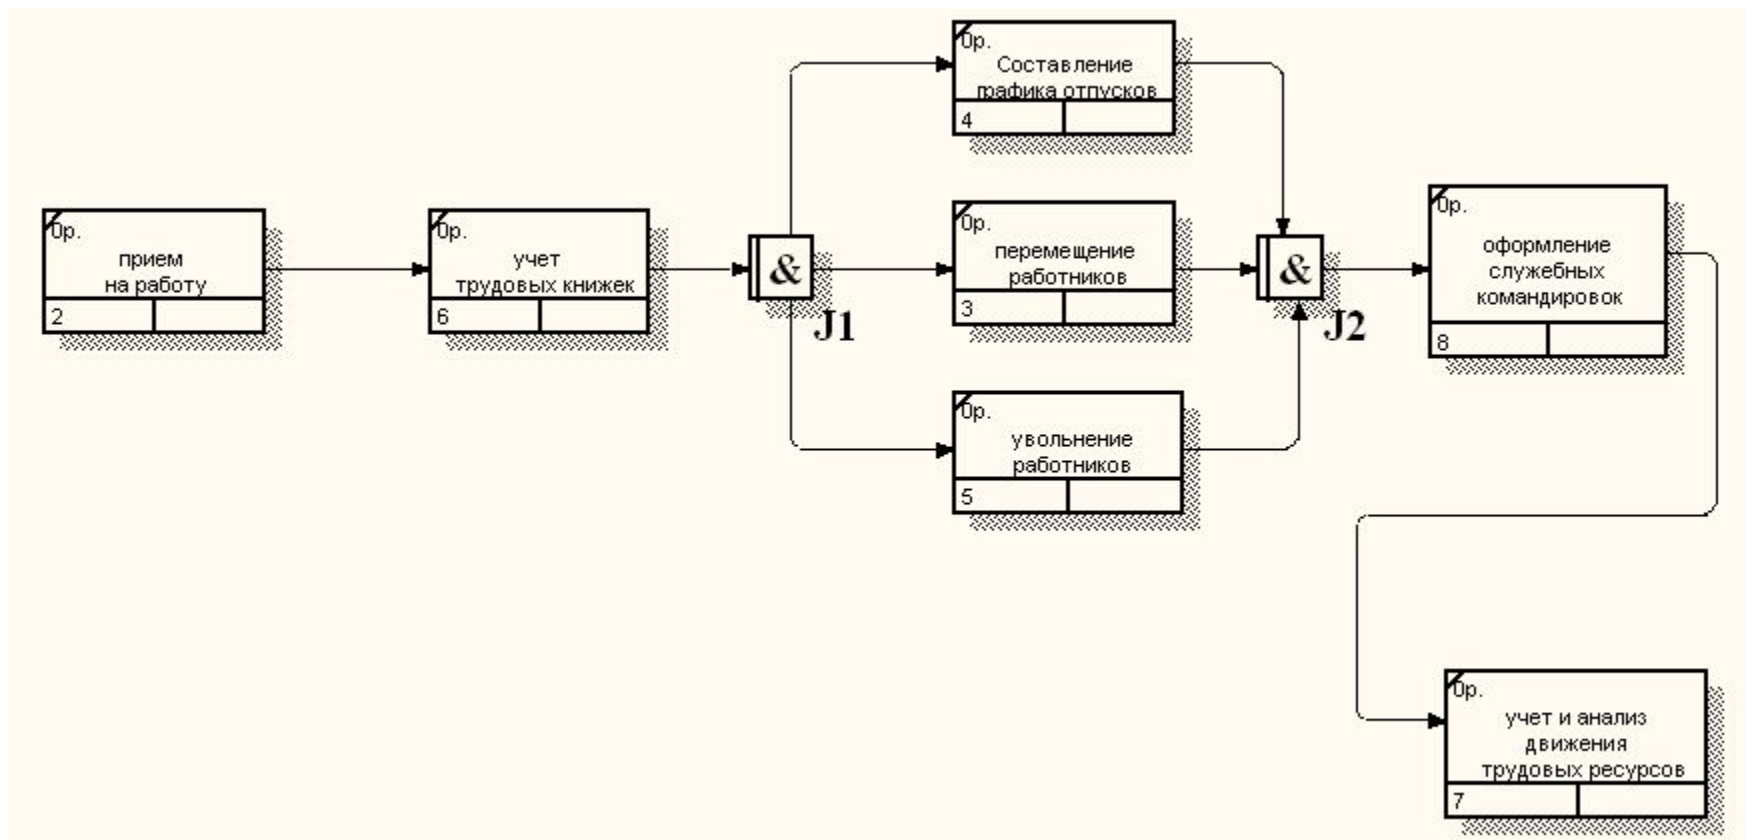 0р.
Составление
графика отпусков
4
0р.
прием
на работу
2
0р.
учет
трудовых книжек
6
&
J1
0р.
перемещение
работников
3
&
J2
0р.
оформление
служебных
командировок
8
0р.
увольнение
работников
5
0р.
учет и анализ
движения
трудовых ресурсов
7